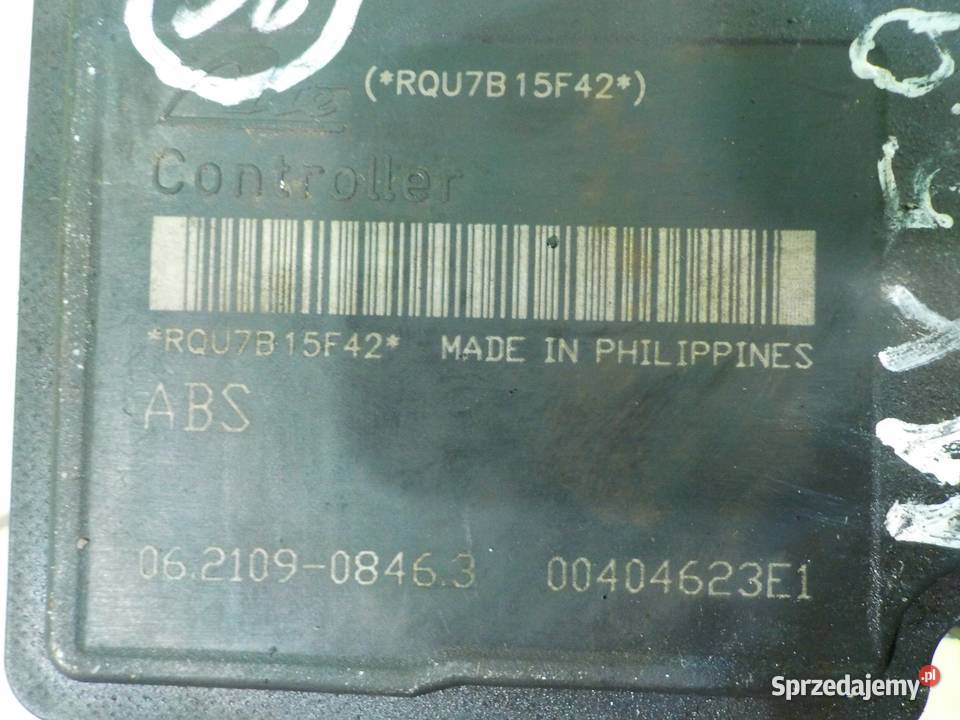 (*RQU7B15F42*)
Controller
*RQU7B15F42* MADE IN PHILIPPINES
ABS
06.2109-0846.3 00404623E1
Sprzedajemy.pl